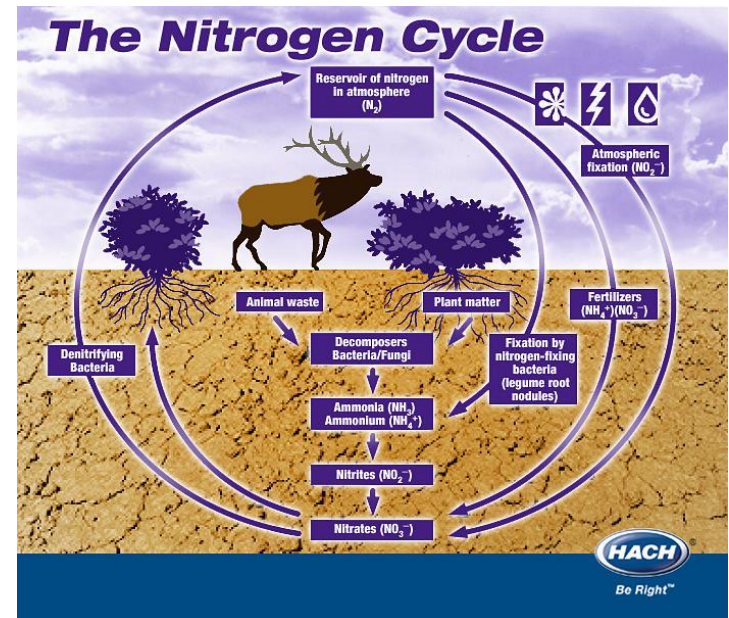 The Nitrogen Cycle
Reservoir of nitrogen
in atmosphere
(N₂)
Atmospheric
fixation (NO₂⁻)
Animal waste
Plant matter
Fertilizers
(NH₄⁺)(NO₃⁻)
Decomposers
Bacteria/Fungi
Fixation by
nitrogen-fixing
bacteria
(legume root
nodules)
Denitrifying
Bacteria
Ammonia (NH₃)
Ammonium (NH₄⁺)
Nitrites (NO₂⁻)
Nitrates (NO₃⁻)
HACH®
Be Right™